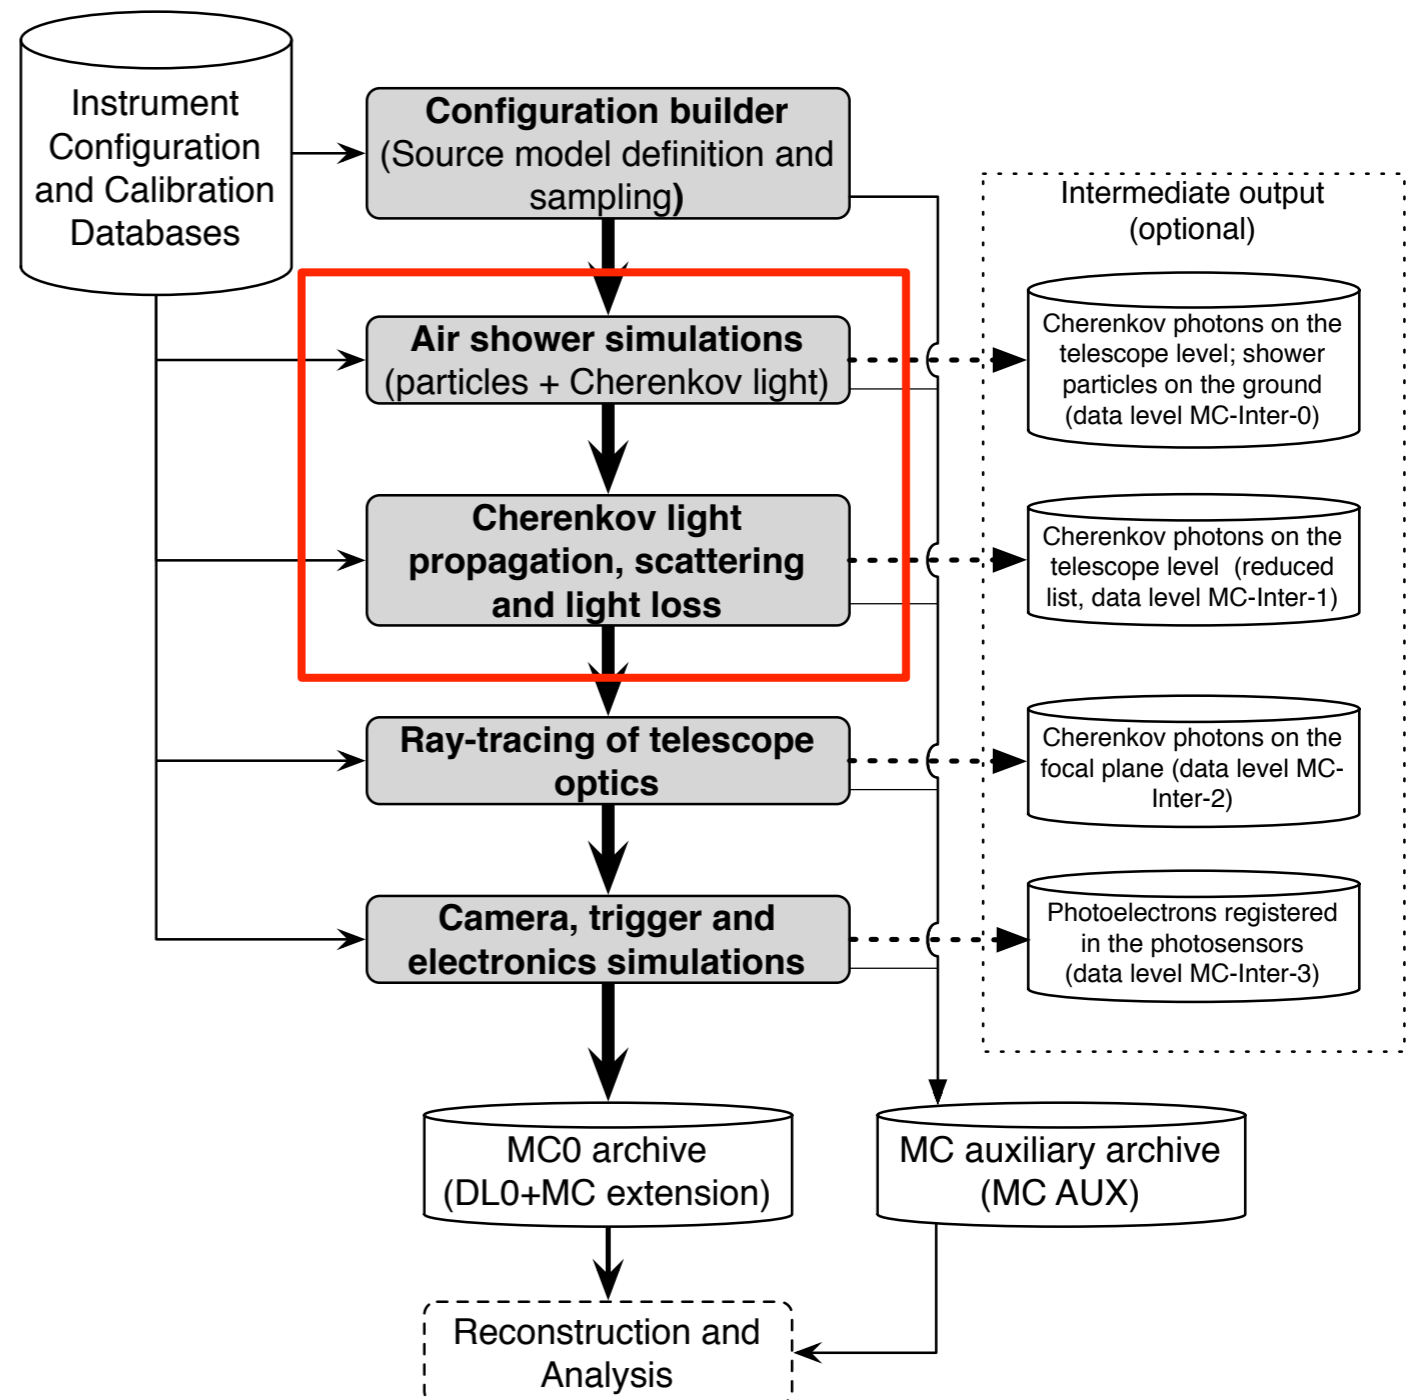 Instrument
Configuration
and Calibration
Databases
Configuration builder
(Source model definition and
sampling)
Intermediate output
(optional)
Air shower simulations
(particles + Cherenkov light)
Cherenkov photons on the
telescope level; shower
particles on the ground
(data level MC-Inter-0)
Cherenkov light
propagation, scattering
and light loss
Cherenkov photons on the
telescope level  (reduced
list, data level MC-Inter-1)
Ray-tracing of telescope
optics
Cherenkov photons on the
focal plane (data level MC-
Inter-2)
Camera, trigger and
electronics simulations
Photoelectrons registered
in the photosensors
(data level MC-Inter-3)
MC0 archive
(DL0+MC extension)
MC auxiliary archive
(MC AUX)
Reconstruction and
Analysis